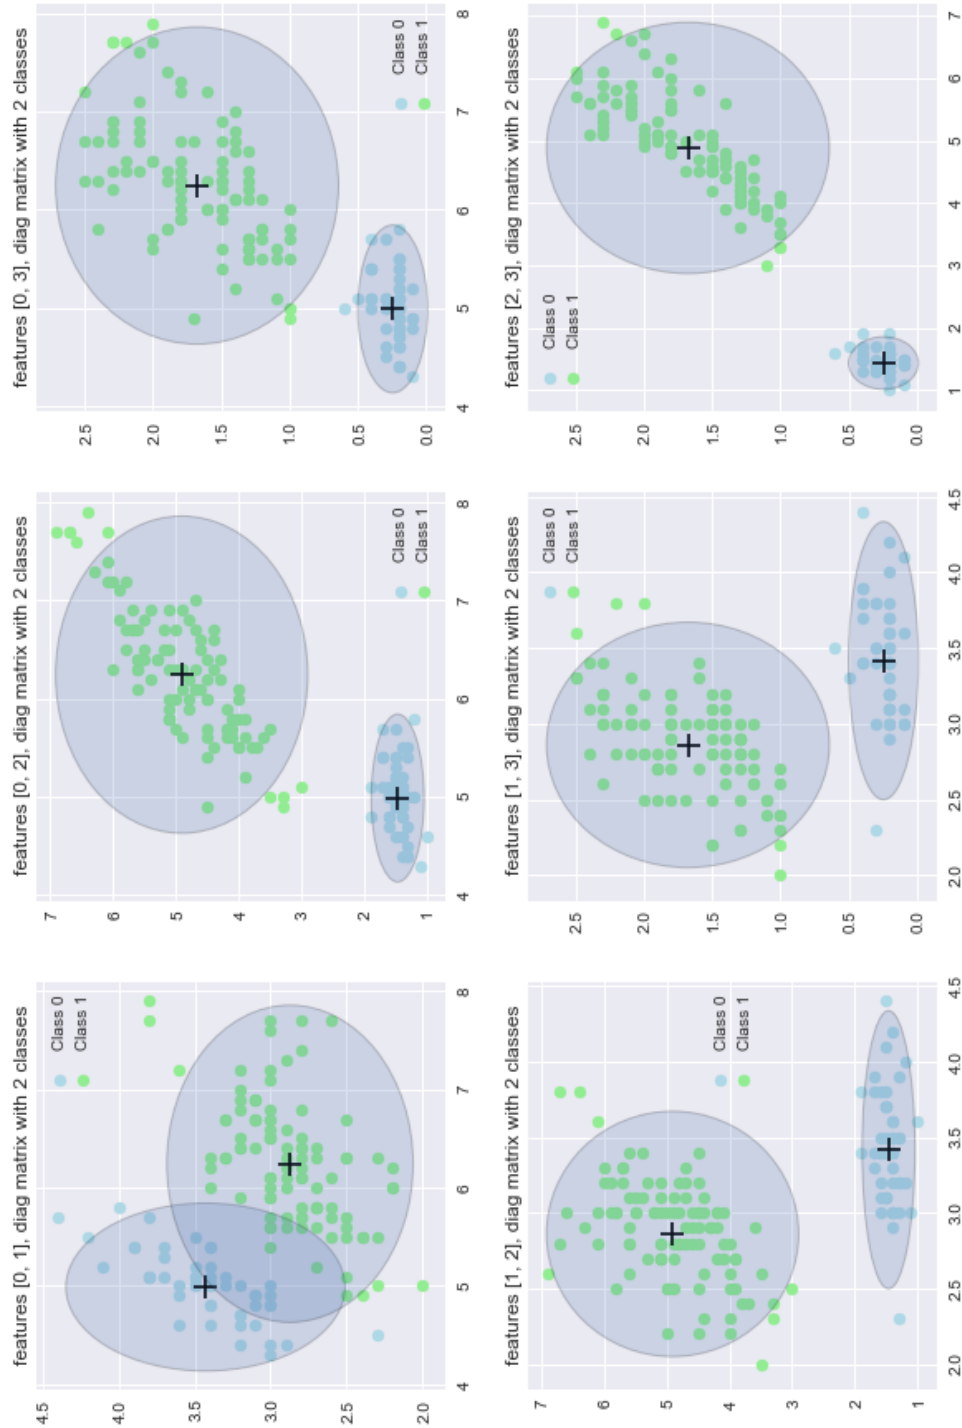 features [0, 1], diag matrix with 2 classes
features [0, 2], diag matrix with 2 classes
features [0, 3], diag matrix with 2 classes
Class 0
Class 1
4.0
3.5
3.0
2.5
2.0
4 5 6 7 8
7
6
5
4
3
2
1
Class 0
Class 1
4 5 6 7 8
2.5
2.0
1.5
1.0
0.5
0.0
Class 0
Class 1
4 5 6 7 8
features [1, 2], diag matrix with 2 classes
features [1, 3], diag matrix with 2 classes
features [2, 3], diag matrix with 2 classes
7
6
5
4
3
2
1
Class 0
Class 1
2.0 2.5 3.0 3.5 4.0 4.5
Class 0
Class 1
2.5
2.0
1.5
1.0
0.5
0.0
2.0 2.5 3.0 3.5 4.0 4.5
Class 0
Class 1
2.5
2.0
1.5
1.0
0.5
0.0
1 2 3 4 5 6 7